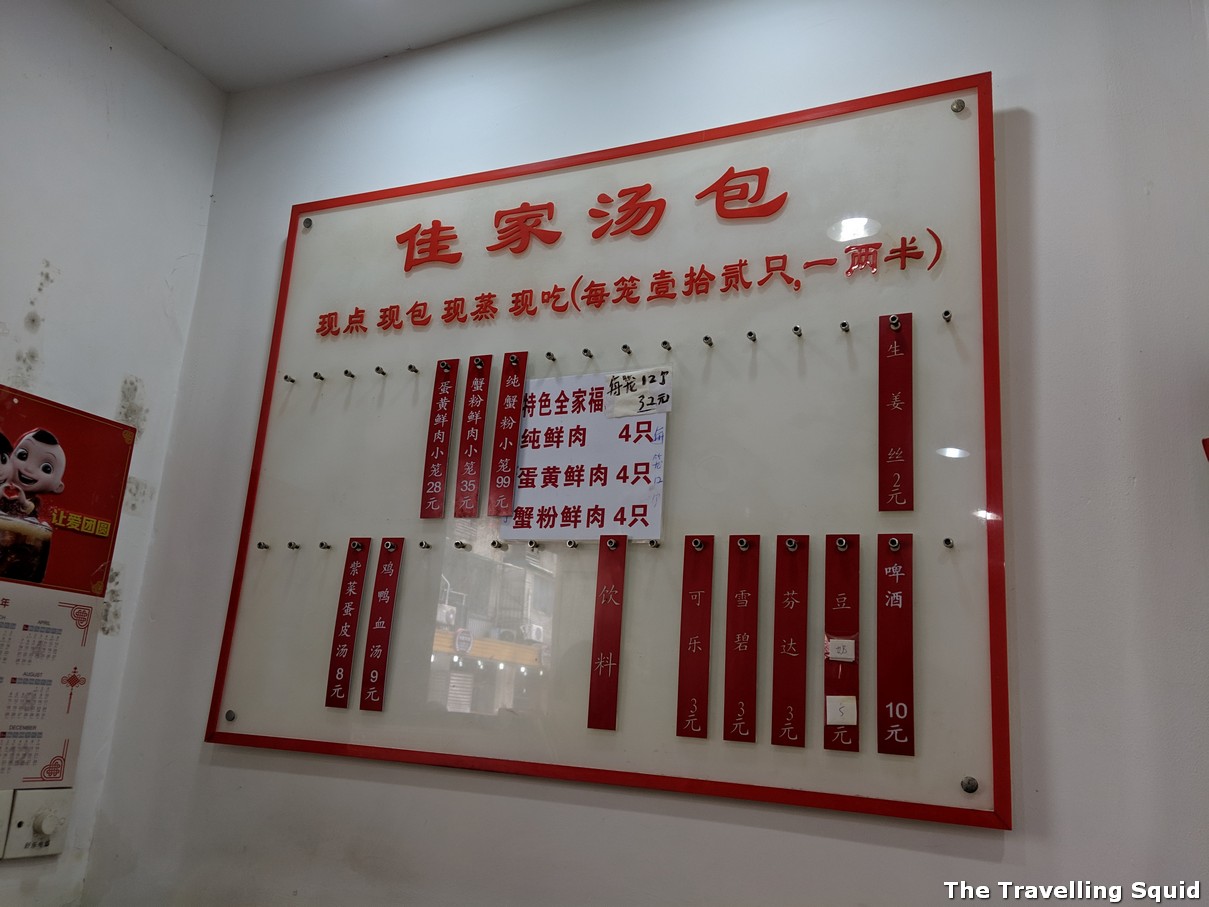 佳家汤包
现点 现包 现蒸 现吃(每笼壹拾贰只,一两半)
蛋黄鲜肉小笼28元
蟹粉鲜肉小笼35元
纯蟹粉小笼99元
特色全家福
每笼12只
32元
纯鲜肉 4只
蛋黄鲜肉 4只
蟹粉鲜肉 4只
生姜丝2元
紫菜蛋皮汤8元
鸡鸭血汤9元
饮料
可乐 3元
雪碧 3元
芬达 3元
豆
5
元
啤酒 10元
让爱团圆
年
APRIL
AUGUST
DECEMBER
The Travelling Squid